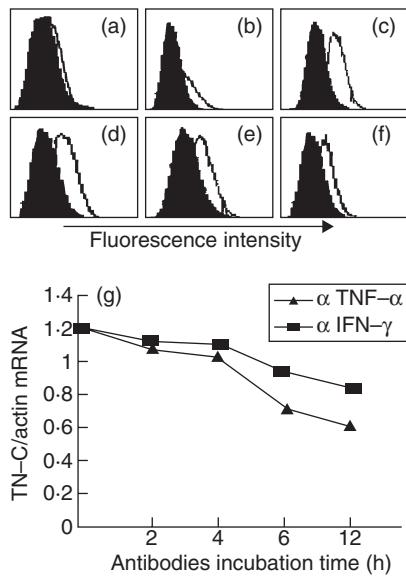 (a)
(b)
(c)
(d)
(e)
(f)
Fluorescence intensity
(g)
α TNF–α
α IFN–γ
TN–C/actin mRNA
1·4
1·2
1
0·8
0·6
0·4
0·2
0
2
4
6
12
Antibodies incubation time (h)